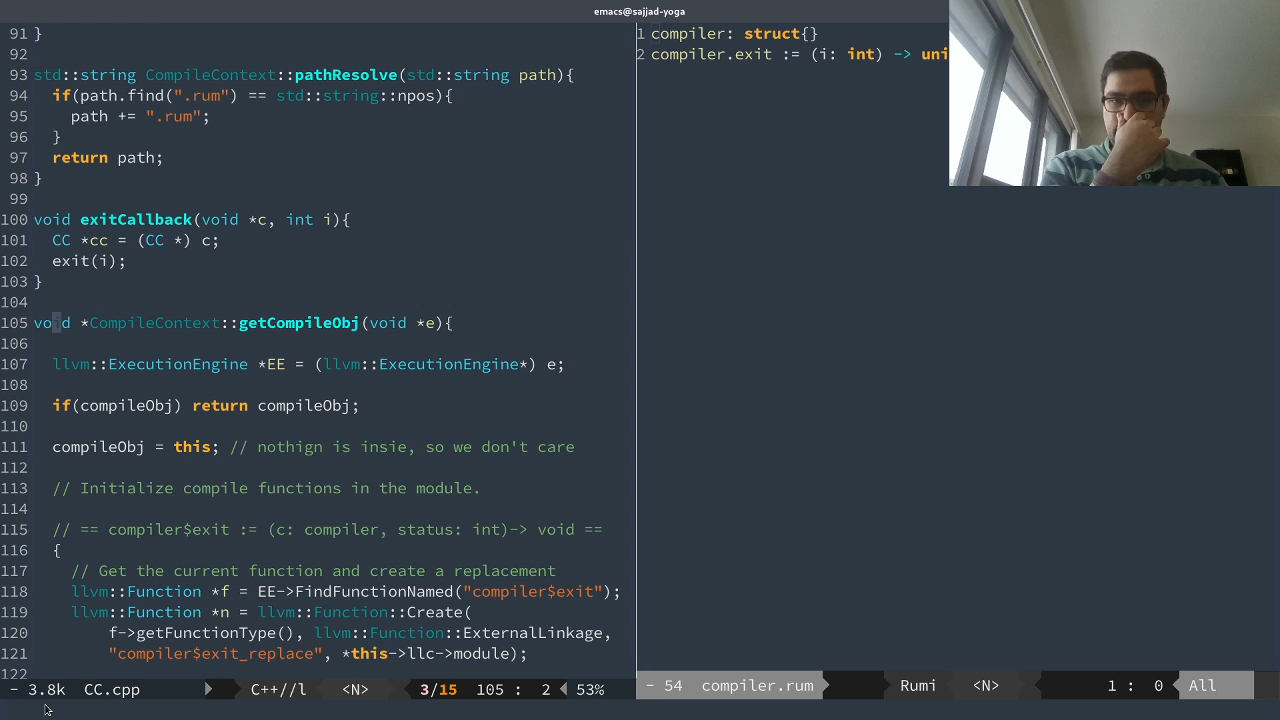 emacs@sajjad-yoga
91 }
92
93 std::string CompileContext::pathResolve(std::string path){
94 if(path.find(".rum") == std::string::npos){
95 path += ".rum";
96 }
97 return path;
98 }
99
100 void exitCallback(void *c, int i){
101 CC *cc = (CC *) c;
102 exit(i);
103 }
104
105 void *CompileContext::getCompileObj(void *e){
106
107 llvm::ExecutionEngine *EE = (llvm::ExecutionEngine*) e;
108
109 if(compileObj) return compileObj;
110
111 compileObj = this; // nothign is insie, so we don't care
112
113 // Initialize compile functions in the module.
114
115 // == compiler$exit := (c: compiler, status: int)-> void ==
116 {
117 // Get the current function and create a replacement
118 llvm::Function *f = EE->FindFunctionNamed("compiler$exit");
119 llvm::Function *n = llvm::Function::Create(
120 f->getFunctionType(), llvm::Function::ExternalLinkage,
121 "compiler$exit_replace", *this->llc->module);
122
- 3.8k CC.cpp C++//l <N> 3/15 105 : 2 53%
1 compiler: struct{}
2 compiler.exit := (i: int) -> uni
- 54 compiler.rum Rumi <N> 1 : 0 All